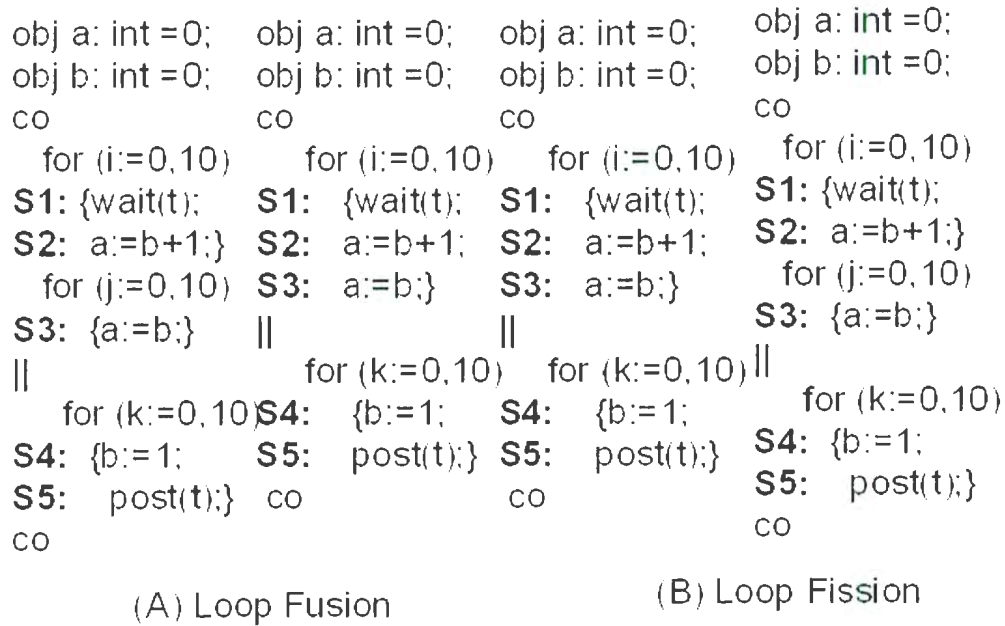 obj a: int =0;
obj b: int =0;
co
for (i:=0,10)
S1: {wait(t);
S2: a:=b+1;}
for (j:=0,10)
S3: {a:=b;}
||
for (k:=0,10)
S4: {b:=1;
S5: post(t);}
co
obj a: int =0;
obj b: int =0;
co
for (i:=0,10)
S1: {wait(t);
S2: a:=b+1;
S3: a:=b;}
||
for (k:=0,10)
S4: {b:=1;
S5: post(t);}
co
(A) Loop Fusion
obj a: int =0;
obj b: int =0;
co
for (i:=0,10)
S1: {wait(t);
S2: a:=b+1;
S3: a:=b;}
||
for (k:=0,10)
S4: {b:=1;
S5: post(t);}
co
obj a: int =0;
obj b: int =0;
co
for (i:=0,10)
S1: {wait(t);
S2: a:=b+1;}
for (j:=0,10)
S3: {a:=b;}
||
for (k:=0,10)
S4: {b:=1;
S5: post(t);}
co
(B) Loop Fission